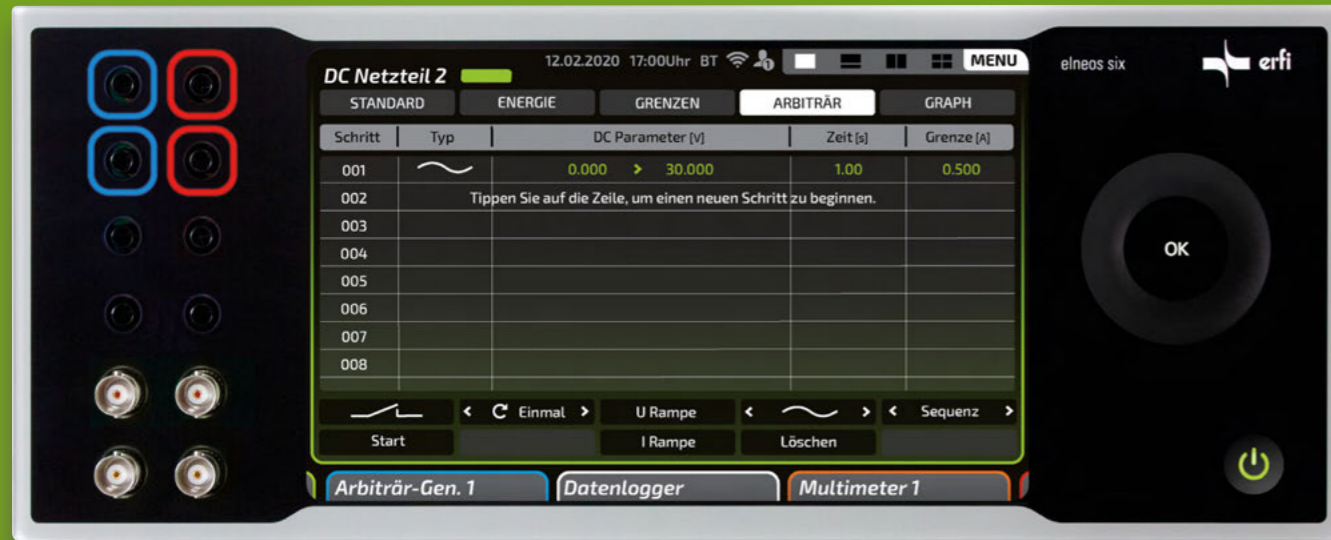 12.02.2020 17:00Uhr BT
MENU
DC Netzteil 2
STANDARD ENERGIE GRENZEN ARBITRÄR GRAPH
Schritt Typ DC Parameter [V] Zeit [s] Grenze [A]
001 0.000 > 30.000 1.00 0.500
002 Tippen Sie auf die Zeile, um einen neuen Schritt zu beginnen.
003
004
005
006
007
008
< Einmal > U Rampe < > < Sequenz >
Start I Rampe Löschen
Arbiträr-Gen. 1 Datenlogger Multimeter 1
elneos six erfi
OK